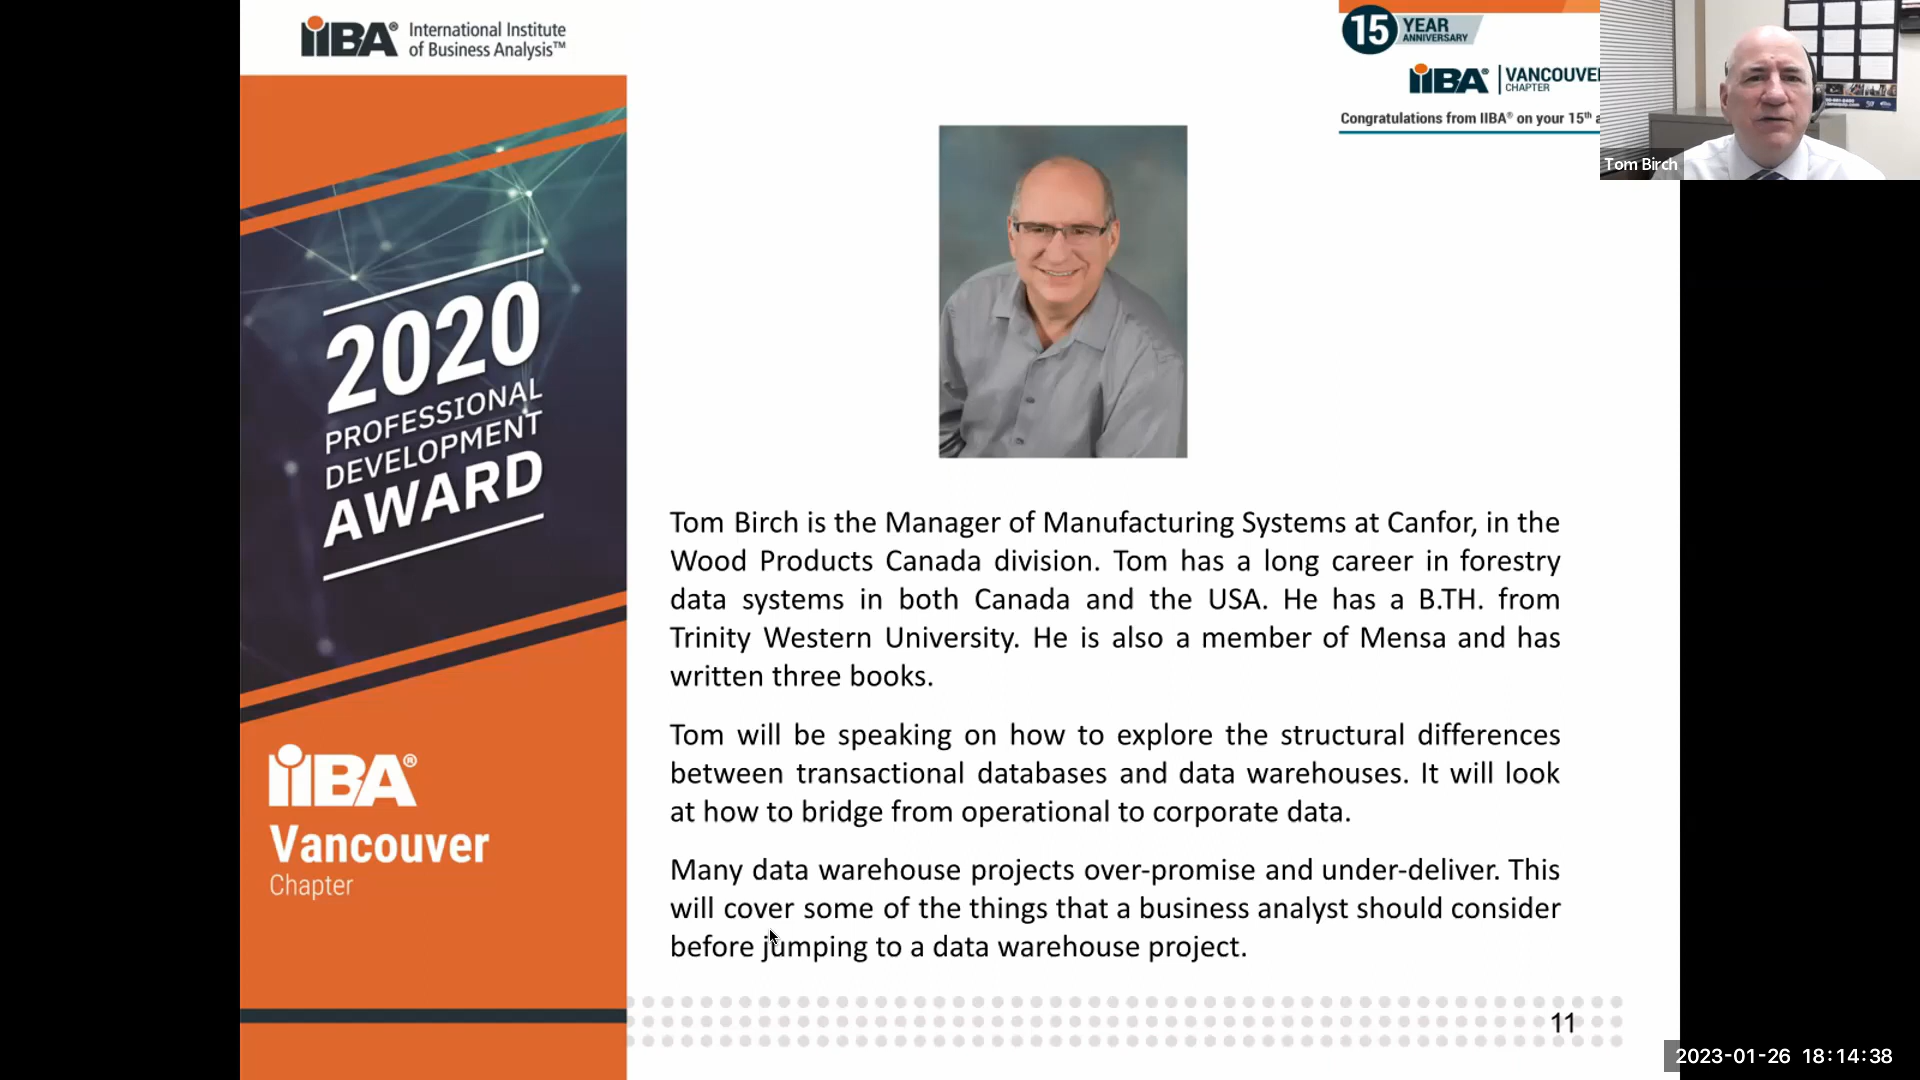 IIBA® International Institute
of Business Analysis™
15 YEAR
ANNIVERSARY
IIBA® VANCOUVER
CHAPTER
Congratulations from IIBA® on your 15th a
Tom Birch
2020
PROFESSIONAL
DEVELOPMENT
AWARD
IIBA®
Vancouver
Chapter
Tom Birch is the Manager of Manufacturing Systems at Canfor, in the
Wood Products Canada division. Tom has a long career in forestry
data systems in both Canada and the USA. He has a B.TH. from
Trinity Western University. He is also a member of Mensa and has
written three books.
Tom will be speaking on how to explore the structural differences
between transactional databases and data warehouses. It will look
at how to bridge from operational to corporate data.
Many data warehouse projects over-promise and under-deliver. This
will cover some of the things that a business analyst should consider
before jumping to a data warehouse project.
11
2023-01-26 18:14:38